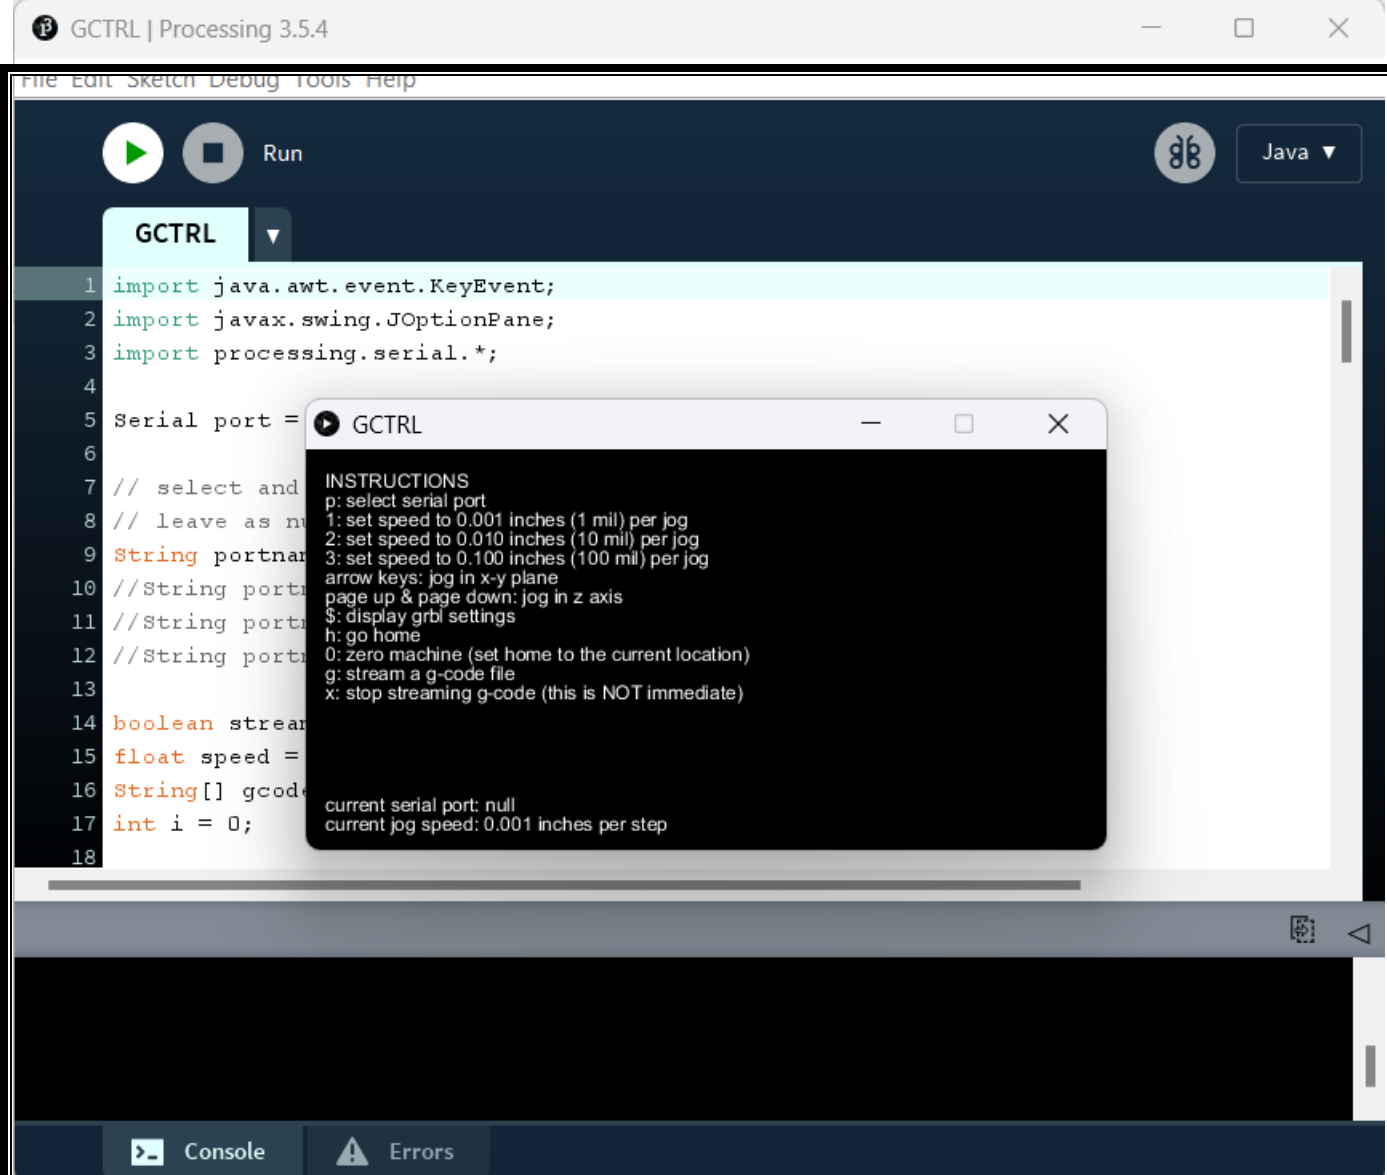 GCTRL | Processing 3.5.4
File Edit Sketch Debug Tools Help
Run
Java ▼
GCTRL ▼
1 import java.awt.event.KeyEvent;
2 import javax.swing.JOptionPane;
3 import processing.serial.*;
4
5 Serial port =
6
7 // select and
8 // leave as
9 String
10 //String
11 //String
12 //String
13
14 boolean
15 float speed =
16 String[]
17 int i = 0;
18
GCTRL
INSTRUCTIONS
p: select serial port
1: set speed to 0.001 inches (1 mil) per jog
2: set speed to 0.010 inches (10 mil) per jog
3: set speed to 0.100 inches (100 mil) per jog
arrow keys: jog in x-y plane
page up & page down: jog in z axis
$: display grbl settings
h: go home
0: zero machine (set home to the current location)
g: stream a g-code file
x: stop streaming g-code (this is NOT immediate)
current serial port: null
current jog speed: 0.001 inches per step
Console
Errors